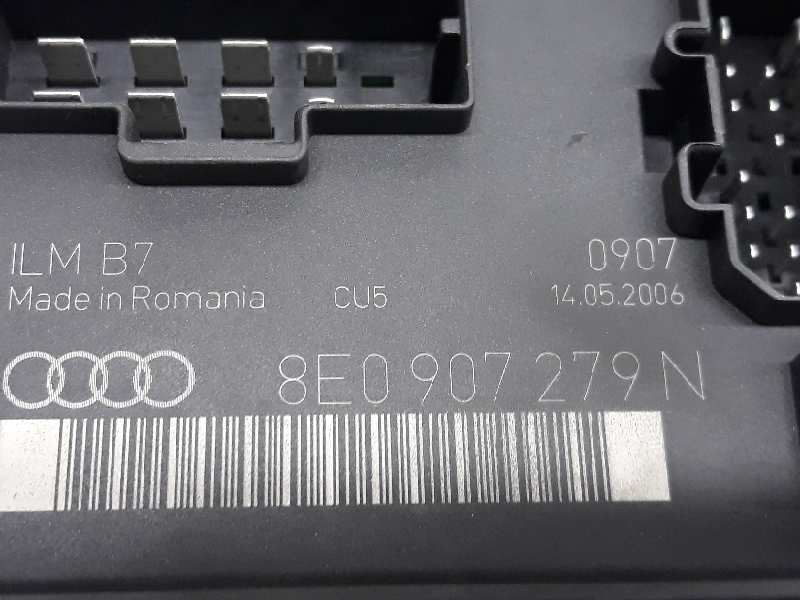 ILM B7 0907
Made in Romania CU5 14.05.2006
8E0 907 279 N